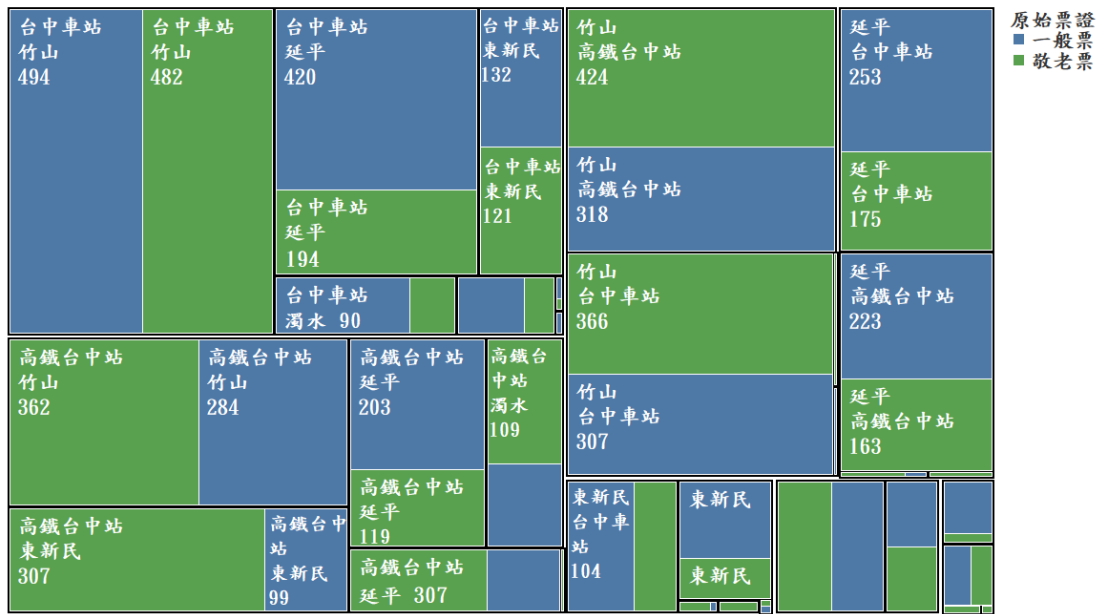 台中車站
竹山
494
台中車站
竹山
482
台中車站
延平
420
台中車站
延平
194
台中車站
東新民
132
台中車站
東新民
121
台中車站
濁水 90
竹山
高鐵台中站
424
竹山
高鐵台中站
318
竹山
台中車站
366
竹山
台中車站
307
延平
台中車站
253
延平
台中車站
175
延平
高鐵台中站
223
延平
高鐵台中站
163
高鐵台中站
竹山
362
高鐵台中站
竹山
284
高鐵台中站
東新民
307
高鐵台中
站
東新民
99
高鐵台中站
延平
203
高鐵台中站
延平
119
高鐵台中站
延平 307
高鐵台
中站
濁水
109
東新民
台中車
站
104
東新民
東新民
原始票證
一般票
敬老票